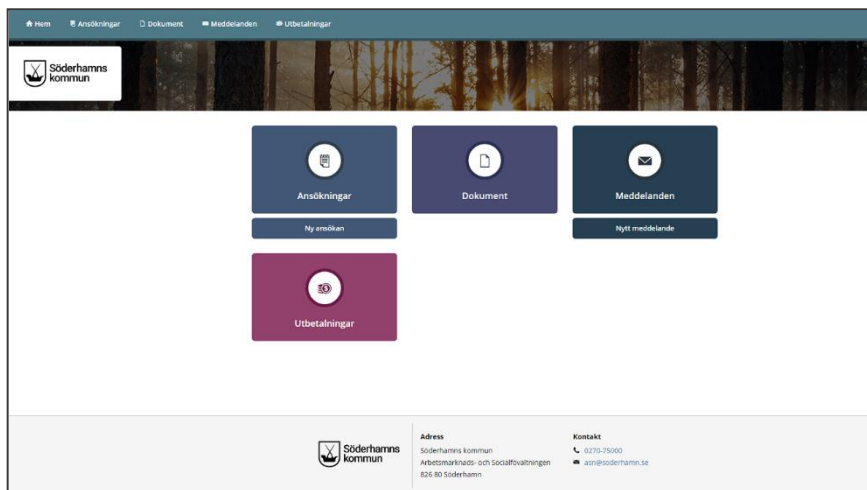 Hem Ansökningar Dokument Meddelanden Utbetalningar
Söderhamns
kommun
Ansökningar
Dokument
Meddelanden
Ny ansökan
Nytt meddelande
Utbetalningar
Söderhamns
kommun
Adress
Söderhamns kommun
Arbetsmarknads- och Socialfövaltningen
826 80 Söderhamn
Kontakt
0270-75000
asn@soderhamn.se